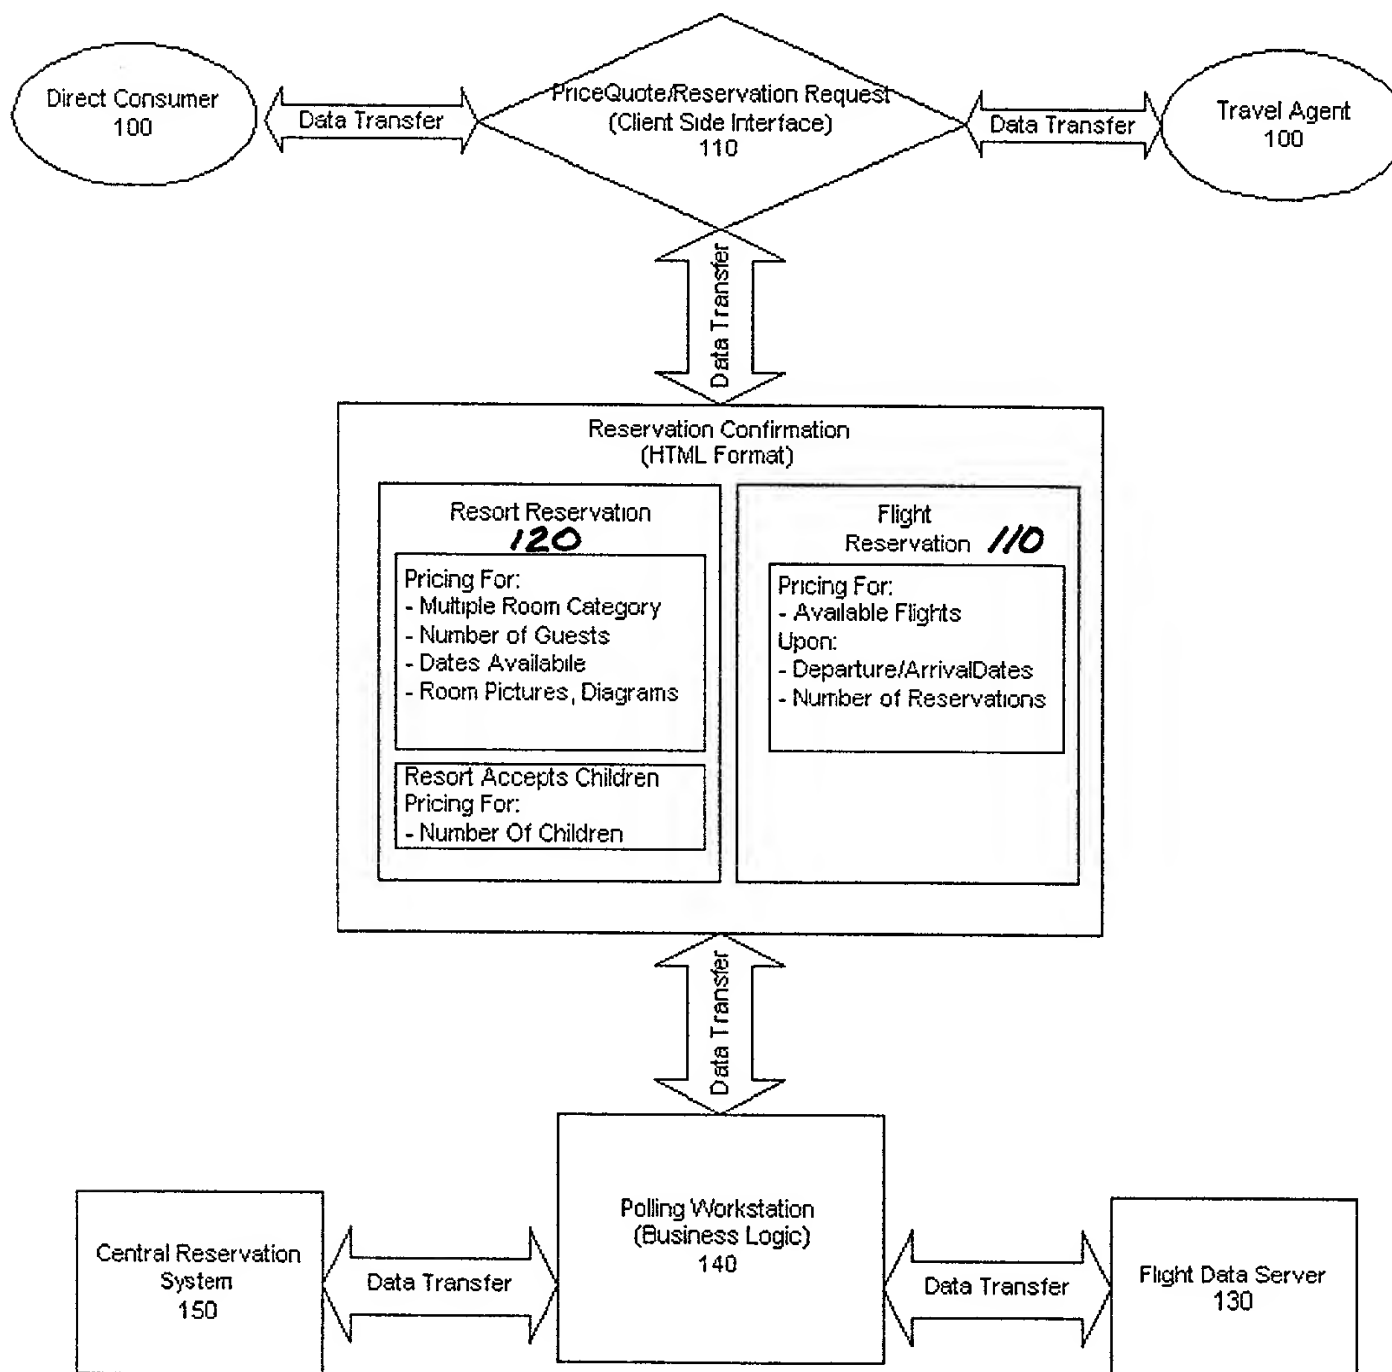 Direct Consumer
100
Data Transfer
PriceQuote/Reservation Request
(Client Side Interface)
110
Data Transfer
Travel Agent
100
Data Transfer
Reservation Confirmation
(HTML Format)
Resort Reservation
120
Pricing For:
- Multiple Room Category
- Number of Guests
- Dates Availabile
- Room Pictures, Diagrams
Resort Accepts Children
Pricing For:
- Number Of Children
Flight
Reservation 110
Pricing For:
- Available Flights
Upon:
- Departure/ArrivalDates
- Number of Reservations
Data Transfer
Polling Workstation
(Business Logic)
140
Central Reservation
System
150
Data Transfer
Data Transfer
Flight Data Server
130